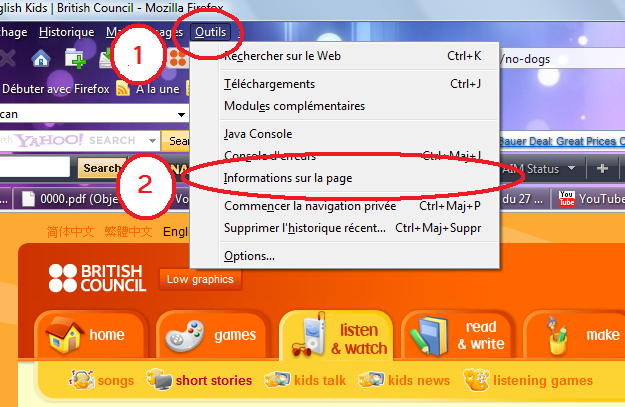 glish Kids | British Council - Mozilla Firefox
chage Historique Ma pages Outils
1
Rechercher sur le Web Ctrl+K
/no-dogs
Téléchargements Ctrl+J
Débuter avec Firefox A la une
Modules complémentaires
can
Java Console
YAHOO! SEARCH Sea
Bauer Deal: Great Prices
Console d'erreurs Ctrl+Maj+J
Search NA
AIM Status
2
Informations sur la page
0000.pdf (Obje Vo
du 27 ... YouTube
Commencer la navigation privée Ctrl+Maj+P
简体中文 繁體中文 Engl
Supprimer l'historique récent... Ctrl+Maj+Suppr
Options...
BRITISH
COUNCIL
Low graphics
home
games
listen
& watch
read
& write
make
songs short stories kids talk kids news listening games